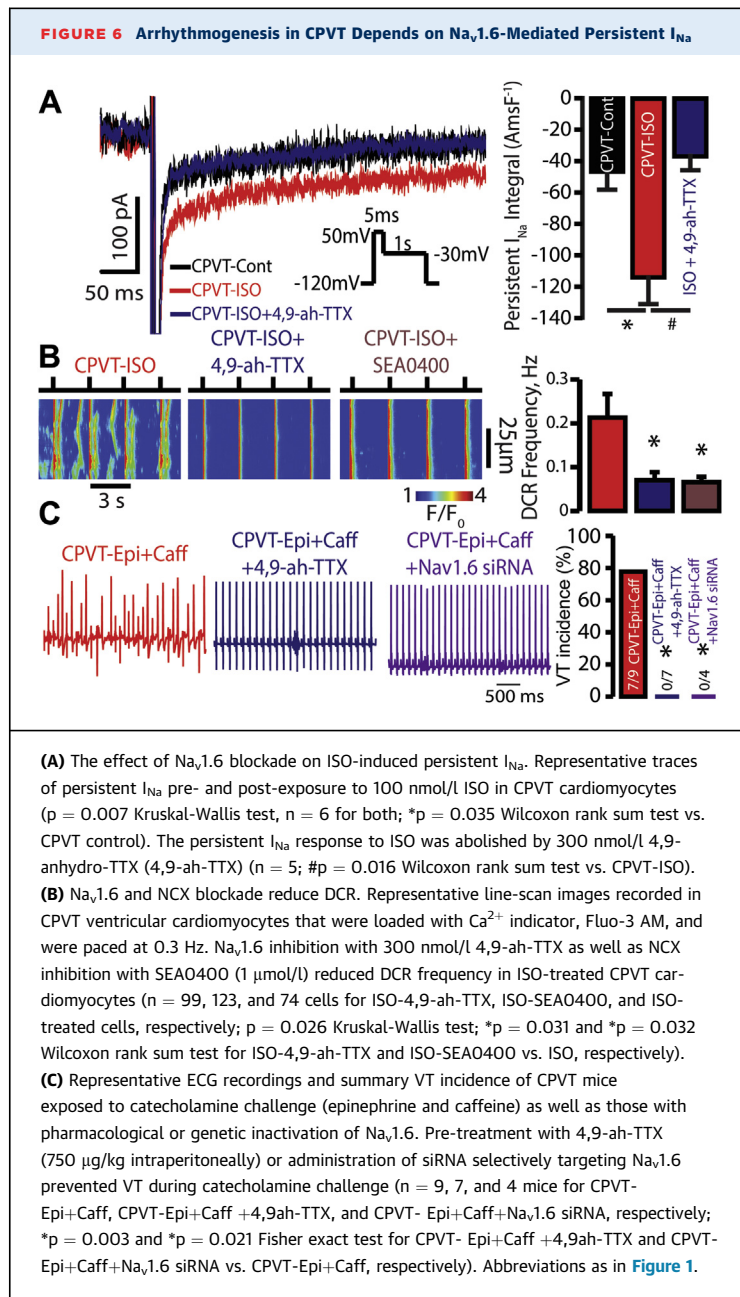 FIGURE 6 Arrhythmogenesis in CPVT Depends on Nav1.6-Mediated Persistent INa
A
100 pA
50 ms
CPVT-Cont
CPVT-ISO
CPVT-ISO+4,9-ah-TTX
5ms
50mV
1s
-30mV
-120mV
Persistent INa Integral (AmsF-1)
0
-20
-40
-60
-80
-100
-120
-140
CPVT-Cont
CPVT-ISO
ISO + 4,9-ah-TTX
* #
B
CPVT-ISO
CPVT-ISO+
4,9-ah-TTX
CPVT-ISO+
SEA0400
3 s
25µm
1 4
F/F0
DCR Frequency, Hz
0.3
0.2
0.1
0
* *
C
CPVT-Epi+Caff
CPVT-Epi+Caff
+4,9-ah-TTX
CPVT-Epi+Caff
+Nav1.6 siRNA
500 ms
VT incidence (%)
100
80
60
40
20
0
7/9 CPVT-Epi+Caff
CPVT-Epi+Caff
+4,9-ah-TTX
0/7 *
CPVT-Epi+Caff
+Nav1.6 siRNA
0/4 *
(A) The effect of Nav1.6 blockade on ISO-induced persistent INa. Representative traces
of persistent INa pre- and post-exposure to 100 nmol/l ISO in CPVT cardiomyocytes
(p = 0.007 Kruskal-Wallis test, n = 6 for both; *p = 0.035 Wilcoxon rank sum test vs.
CPVT control). The persistent INa response to ISO was abolished by 300 nmol/l 4,9-
anhydro-TTX (4,9-ah-TTX) (n = 5; #p = 0.016 Wilcoxon rank sum test vs. CPVT-ISO).
(B) Nav1.6 and NCX blockade reduce DCR. Representative line-scan images recorded in
CPVT ventricular cardiomyocytes that were loaded with Ca2+ indicator, Fluo-3 AM, and
were paced at 0.3 Hz. Nav1.6 inhibition with 300 nmol/l 4,9-ah-TTX as well as NCX
inhibition with SEA0400 (1 µmol/l) reduced DCR frequency in ISO-treated CPVT car-
diomyocytes (n = 99, 123, and 74 cells for ISO-4,9-ah-TTX, ISO-SEA0400, and ISO-
treated cells, respectively; p = 0.026 Kruskal-Wallis test; *p = 0.031 and *p = 0.032
Wilcoxon rank sum test for ISO-4,9-ah-TTX and ISO-SEA0400 vs. ISO, respectively).
(C) Representative ECG recordings and summary VT incidence of CPVT mice
exposed to catecholamine challenge (epinephrine and caffeine) as well as those with
pharmacological or genetic inactivation of Nav1.6. Pre-treatment with 4,9-ah-TTX
(750 µg/kg intraperitoneally) or administration of siRNA selectively targeting Nav1.6
prevented VT during catecholamine challenge (n = 9, 7, and 4 mice for CPVT-
Epi+Caff, CPVT-Epi+Caff +4,9ah-TTX, and CPVT- Epi+Caff+Nav1.6 siRNA, respectively;
*p = 0.003 and *p = 0.021 Fisher exact test for CPVT- Epi+Caff +4,9ah-TTX and CPVT-
Epi+Caff+Nav1.6 siRNA vs. CPVT-Epi+Caff, respectively). Abbreviations as in Figure 1.